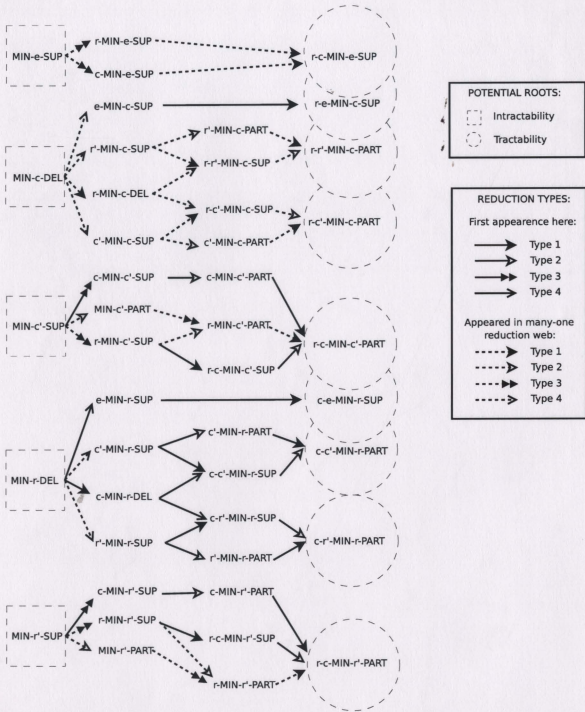 MIN-e-SUP
r-MIN-e-SUP
c-MIN-e-SUP
r-c-MIN-e-SUP
e-MIN-c-SUP
r-e-MIN-c-SUP
MIN-c-DEL
r'-MIN-c-SUP
r-MIN-c-DEL
c'-MIN-c-SUP
r'-MIN-c-PART
r-r'-MIN-c-SUP
r-c'-MIN-c-SUP
c'-MIN-c-PART
r-r'-MIN-c-PART
r-c'-MIN-c-PART
MIN-c'-SUP
c-MIN-c'-SUP
MIN-c'-PART
r-MIN-c'-SUP
c-MIN-c'-PART
r-MIN-c'-PART
r-c-MIN-c'-SUP
r-c-MIN-c'-PART
e-MIN-r-SUP
c-e-MIN-r-SUP
MIN-r-DEL
c'-MIN-r-SUP
c-MIN-r-DEL
r'-MIN-r-SUP
c'-MIN-r-PART
c-c'-MIN-r-SUP
c-r'-MIN-r-SUP
r'-MIN-r-PART
c-c'-MIN-r-PART
c-r'-MIN-r-PART
MIN-r'-SUP
c-MIN-r'-SUP
r-MIN-r'-SUP
MIN-r'-PART
c-MIN-r'-PART
r-c-MIN-r'-SUP
r-MIN-r'-PART
r-c-MIN-r'-PART
POTENTIAL ROOTS:
Intractability
Tractability
REDUCTION TYPES:
First appearence here:
Type 1
Type 2
Type 3
Type 4
Appeared in many-one
reduction web:
Type 1
Type 2
Type 3
Type 4